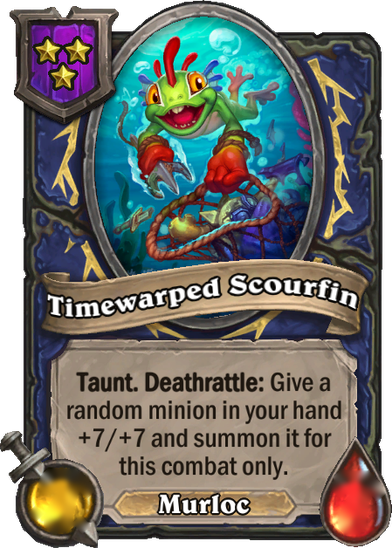 Timewarped Scourfin
Taunt. Deathrattle: Give a
random minion in your hand
+7/+7 and summon it for
this combat only.
Murloc